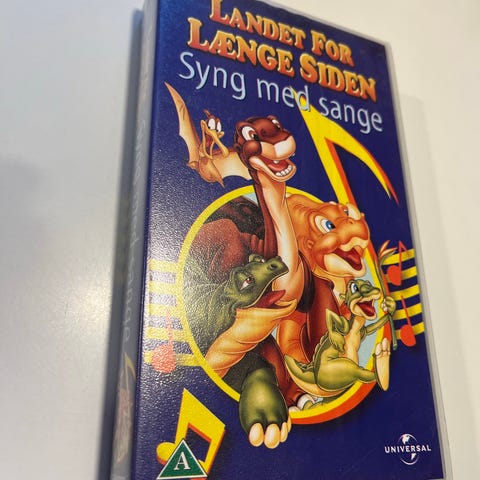 LANDET FOR
LÆNGE SIDEN
Syng med sange
A
UNIVERSAL